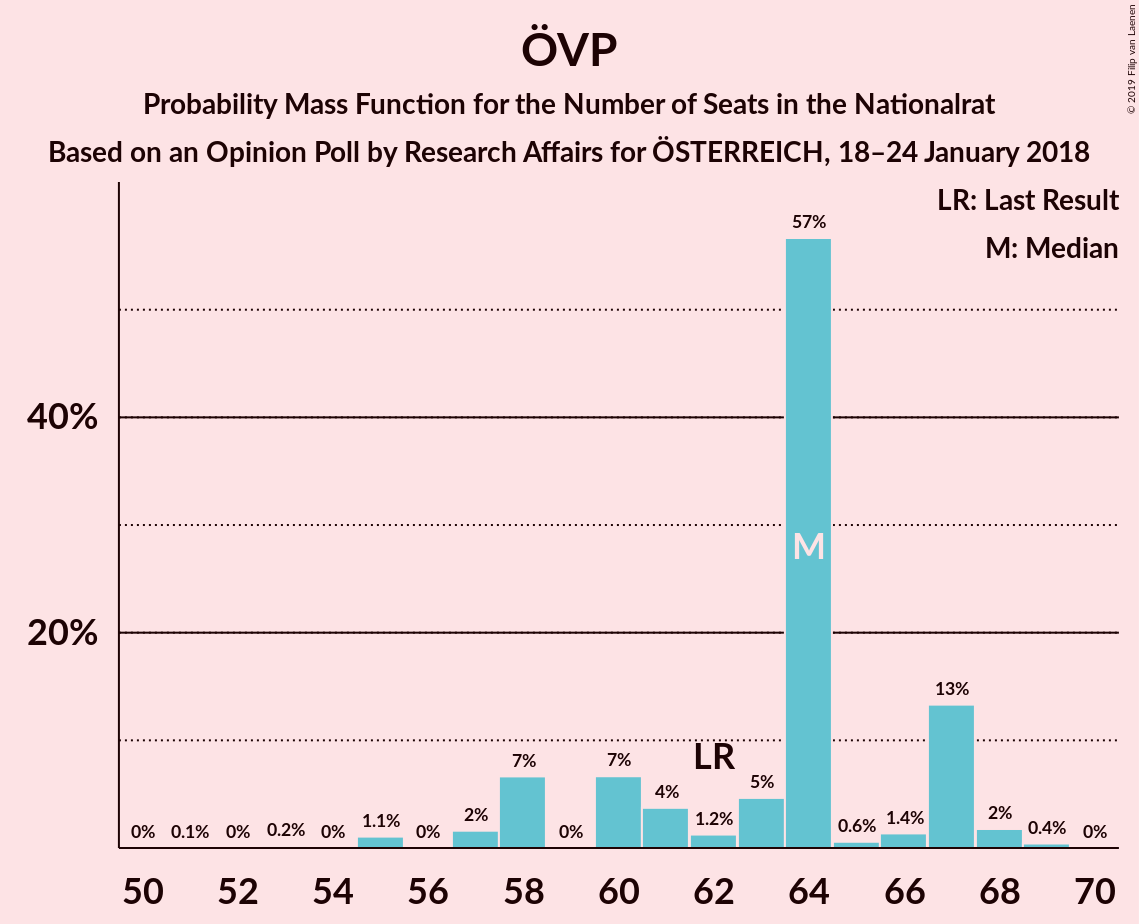 ÖVP
Probability Mass Function for the Number of Seats in the Nationalrat
Based on an Opinion Poll by Research Affairs for ÖSTERREICH, 18–24 January 2018
© 2019 Filip van Laenen
LR: Last Result
M: Median
57%
40%
M
20%
13%
LR
7%
7%
5%
4%
2%
2%
1.1%
1.2%
1.4%
0.6%
0.4%
0% 0.1% 0% 0.2% 0% 0% 0% 0%
50 52 54 56 58 60 62 64 66 68 70